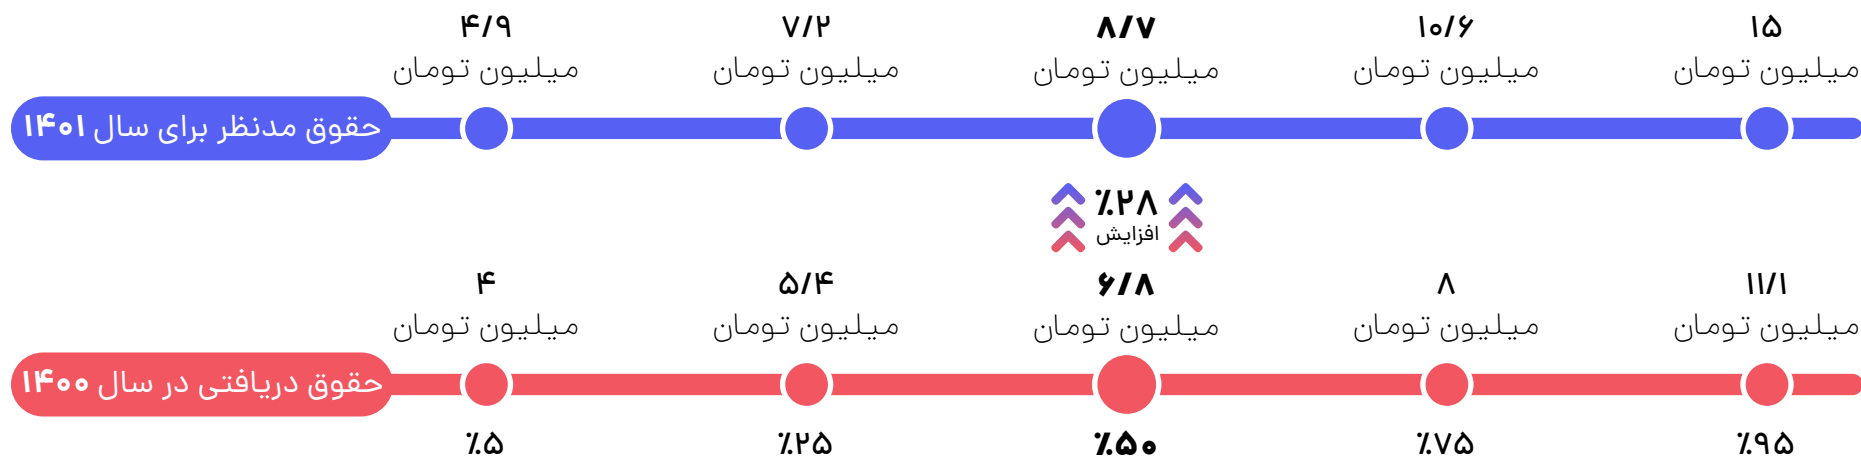 ۴/۹
میلیون تومان
۷/۲
میلیون تومان
۸/۷
میلیون تومان
۱۰/۶
میلیون تومان
۱۵
میلیون تومان
حقوق مدنظر برای سال ۱۴۰۱
٪۲۸
افزایش
۴
میلیون تومان
۵/۴
میلیون تومان
۶/۸
میلیون تومان
۸
میلیون تومان
۱۱/۱
میلیون تومان
حقوق دریافتی در سال ۱۴۰۰
٪۵
٪۲۵
٪۵۰
٪۷۵
٪۹۵